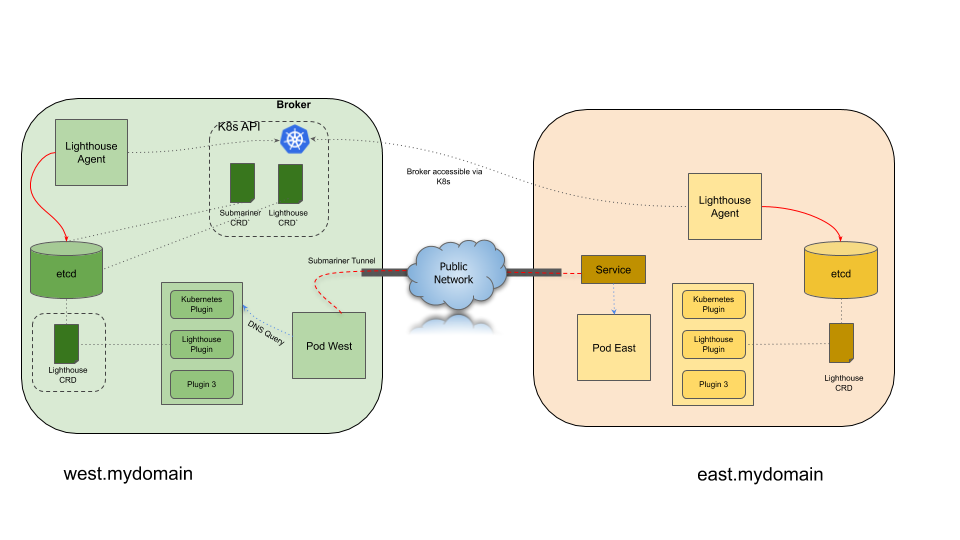 Broker
K8s API
Lighthouse
Agent
Submariner
CRD`
Lighthouse
CRD`
Broker accessible via
K8s
Lighthouse
Agent
etcd
Submariner Tunnel
Public
Network
Service
etcd
Kubernetes
Plugin
Lighthouse
Plugin
Plugin 3
DNS Query
Pod West
Lighthouse
CRD
Pod East
Kubernetes
Plugin
Lighthouse
Plugin
Plugin 3
Lighthouse
CRD
west.mydomain
east.mydomain